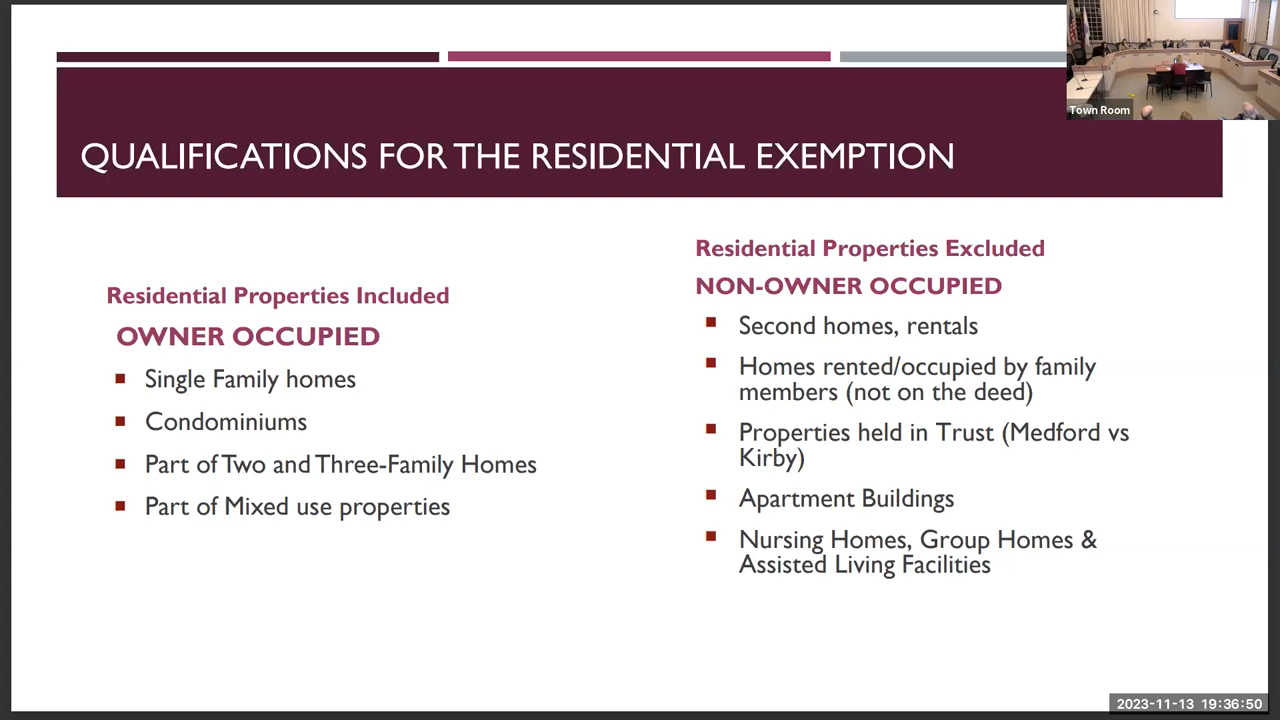 Town Room
QUALIFICATIONS FOR THE RESIDENTIAL EXEMPTION
Residential Properties Included
OWNER OCCUPIED
Single Family homes
Condominiums
Part of Two and Three-Family Homes
Part of Mixed use properties
Residential Properties Excluded
NON-OWNER OCCUPIED
Second homes, rentals
Homes rented/occupied by family
members (not on the deed)
Properties held in Trust (Medford vs
Kirby)
Apartment Buildings
Nursing Homes, Group Homes &
Assisted Living Facilities
2023-11-13 19:36:50